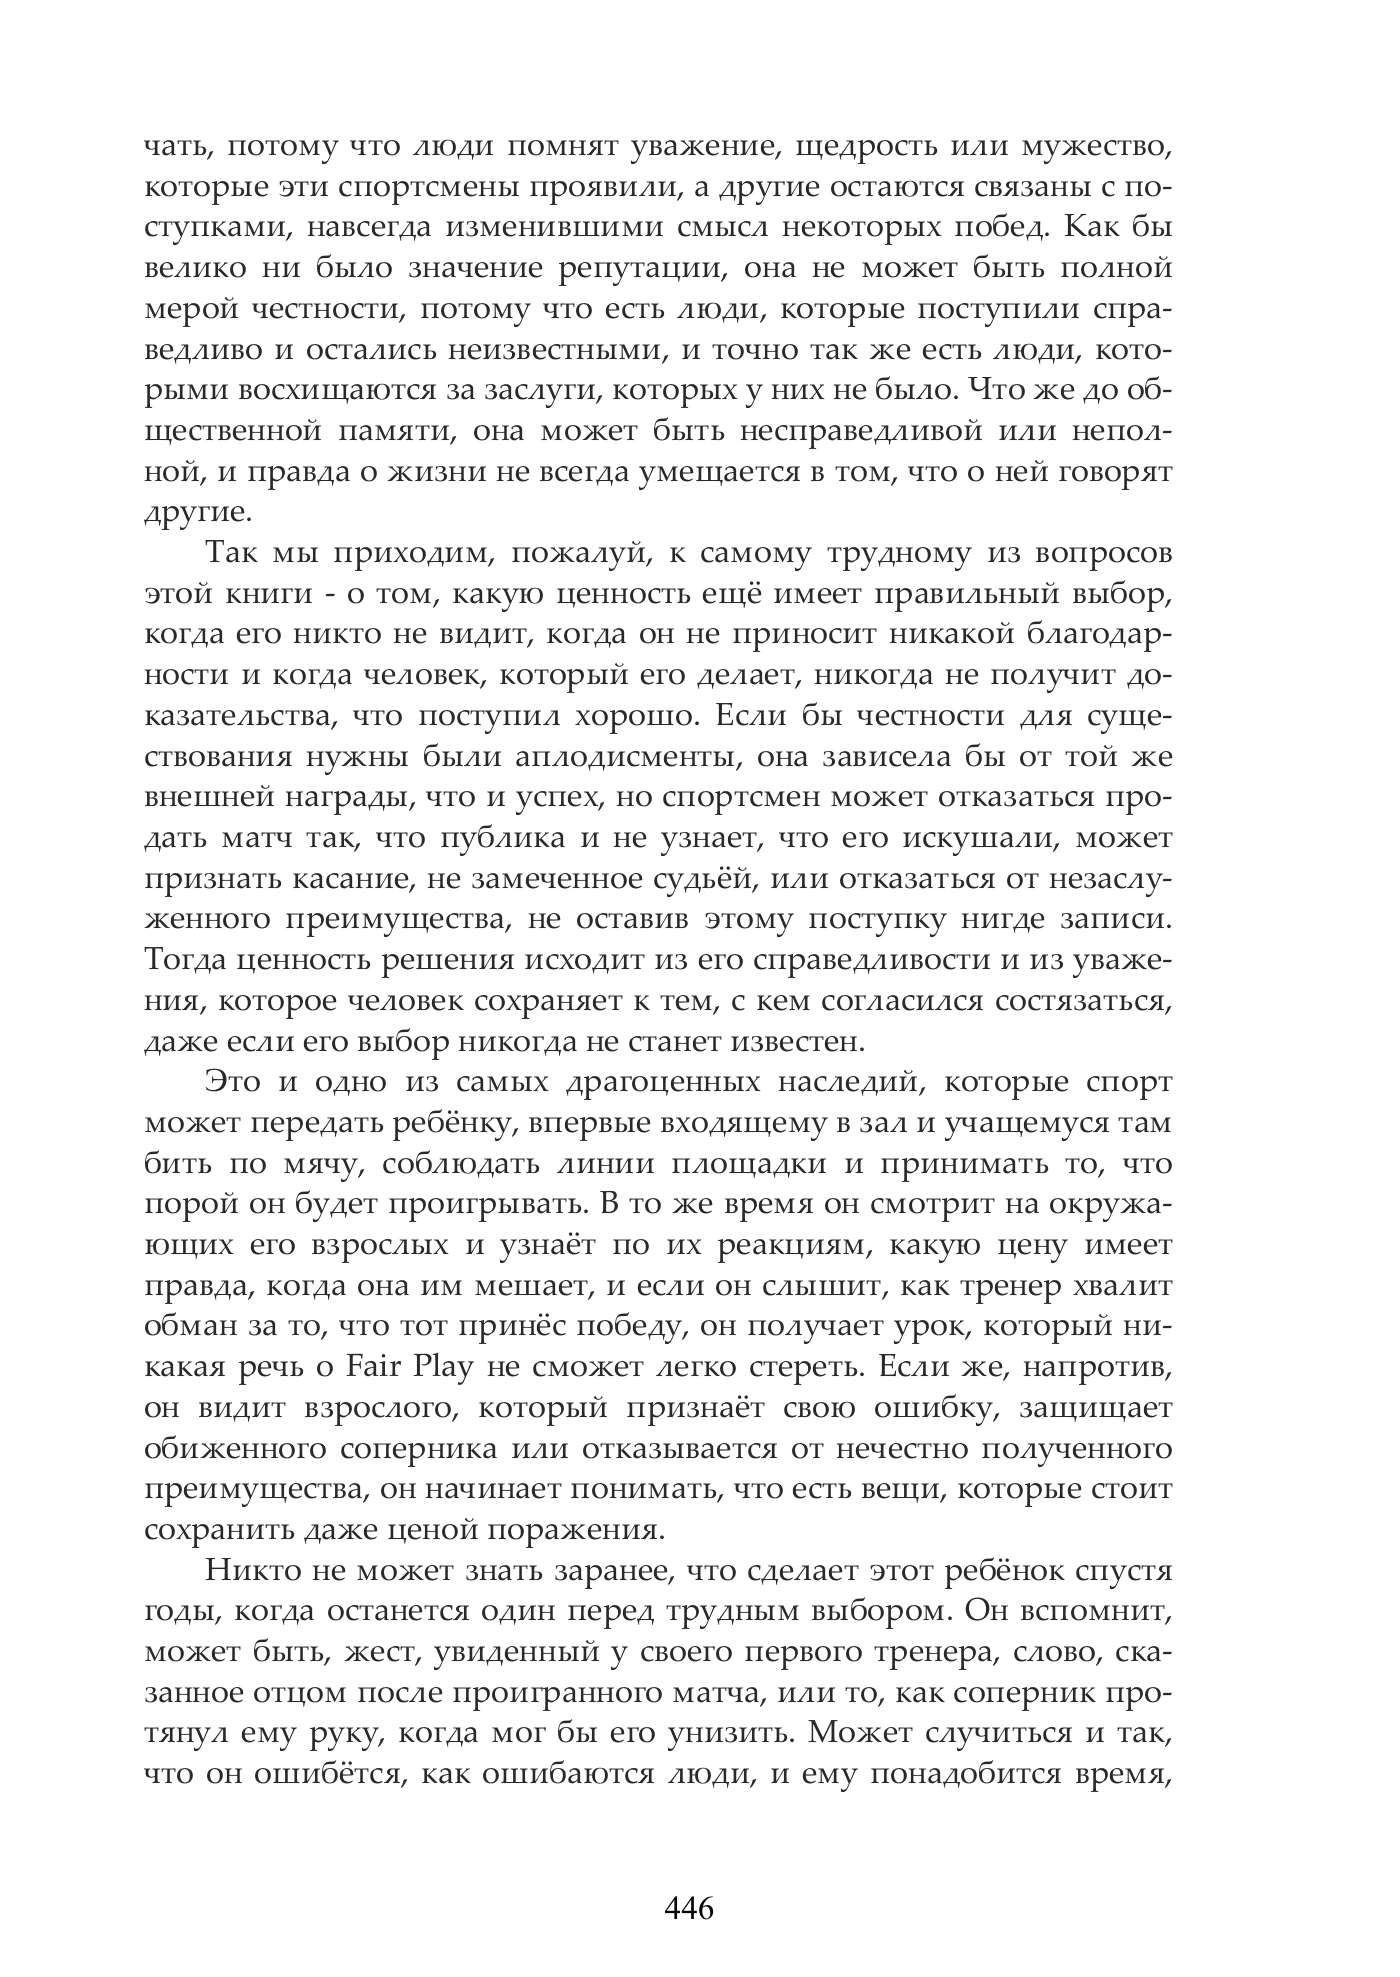 чать, потому что люди помнят уважение, щедрость или мужество,
которые эти спортсмены проявили, а другие остаются связаны с по-
ступками, навсегда изменившими смысл некоторых побед. Как бы
велико ни было значение репутации, она не может быть полной
мерой честности, потому что есть люди, которые поступили спра-
ведливо и остались неизвестными, и точно так же есть люди, кото-
рыми восхищаются за заслуги, которых у них не было. Что же до об-
щественной памяти, она может быть несправедливой или непол-
ной, и правда о жизни не всегда умещается в том, что о ней говорят
другие.
Так мы приходим, пожалуй, к самому трудному из вопросов
этой книги - о том, какую ценность ещё имеет правильный выбор,
когда его никто не видит, когда он не приносит никакой благодар-
ности и когда человек, который его делает, никогда не получит до-
казательства, что поступил хорошо. Если бы честности для суще-
ствования нужны были аплодисменты, она зависела бы от той же
внешней награды, что и успех, но спортсмен может отказаться про-
дать матч так, что публика и не узнает, что его искушали, может
признать касание, не замеченное судьёй, или отказаться от незаслу-
женного преимущества, не оставив этому поступку нигде записи.
Тогда ценность решения исходит из его справедливости и из уваже-
ния, которое человек сохраняет к тем, с кем согласился состязаться,
даже если его выбор никогда не станет известен.
Это и одно из самых драгоценных наследий, которые спорт
может передать ребёнку, впервые входящему в зал и учащемуся там
бить по мячу, соблюдать линии площадки и принимать то, что
порой он будет проигрывать. В то же время он смотрит на окружа-
ющих его взрослых и узнаёт по их реакциям, какую цену имеет
правда, когда она им мешает, и если он слышит, как тренер хвалит
обман за то, что тот принёс победу, он получает урок, который ни-
какая речь о Fair Play не сможет легко стереть. Если же, напротив,
он видит взрослого, который признаёт свою ошибку, защищает
обиженного соперника или отказывается от нечестно полученного
преимущества, он начинает понимать, что есть вещи, которые стоит
сохранить даже ценой поражения.
Никто не может знать заранее, что сделает этот ребёнок спустя
годы, когда останется один перед трудным выбором. Он вспомнит,
может быть, жест, увиденный у своего первого тренера, слово, ска-
занное отцом после проигранного матча, или то, как соперник про-
тянул ему руку, когда мог бы его унизить. Может случиться и так,
что он ошибётся, как ошибаются люди, и ему понадобится время,
446